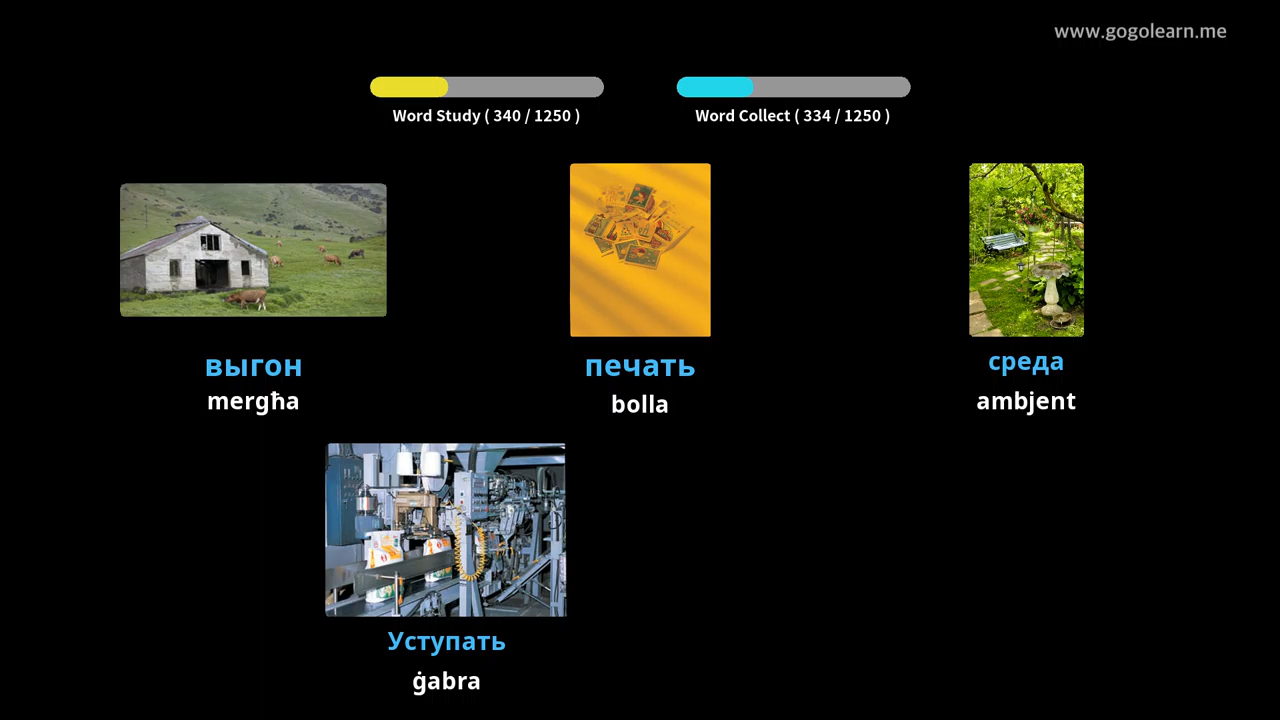 www.gogolearn.me
Word Study ( 340 / 1250 )
Word Collect ( 334 / 1250 )
выгон
mergħa
печать
bolla
среда
ambjent
Уступать
ġabra